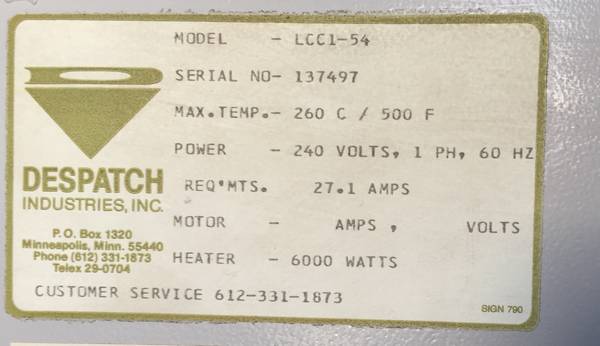 MODEL - LCC1-54
SERIAL NO- 137497
MAX.TEMP.- 260 C / 500 F
POWER - 240 VOLTS, 1 PH, 60 HZ
REQ'MTS. 27.1 AMPS
MOTOR - AMPS , VOLTS
HEATER - 6000 WATTS
DESPATCH
INDUSTRIES, INC.
P.O. Box 1320
Minneapolis, Minn. 55440
Phone (612) 331-1873
Telex 29-0704
CUSTOMER SERVICE 612-331-1873
SIGN 790